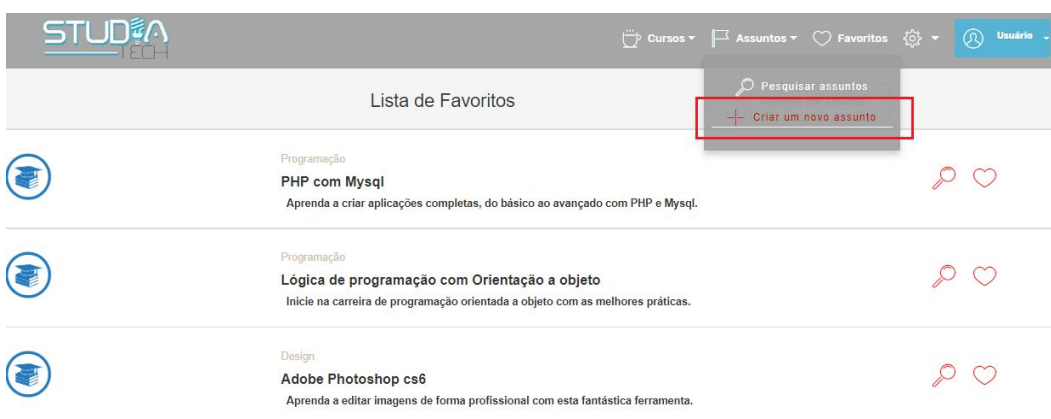 STUDIA
TECH
Cursos
Assuntos
Favoritos
Usuário
Pesquisar assuntos
Criar um novo assunto
Lista de Favoritos
Programação
PHP com Mysql
Aprenda a criar aplicações completas, do básico ao avançado com PHP e Mysql.
Programação
Lógica de programação com Orientação a objeto
Inicie na carreira de programação orientada a objeto com as melhores práticas.
Design
Adobe Photoshop cs6
Aprenda a editar imagens de forma profissional com esta fantástica ferramenta.